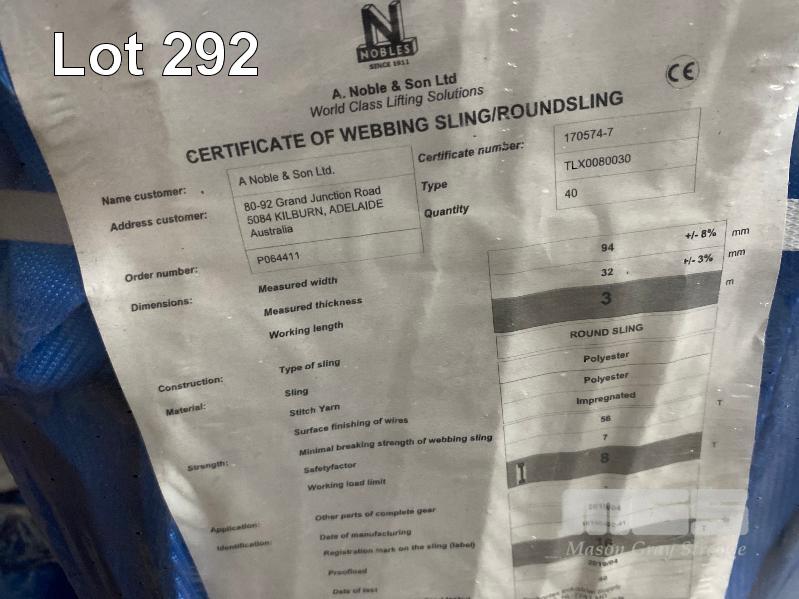 Lot 292
N
NOBLES
SINCE 1911
A. Noble & Son Ltd
World Class Lifting Solutions
CE
CERTIFICATE OF WEBBING SLING/ROUNDSLING
Name customer: A Noble & Son Ltd. Certificate number: 170574-7
Address customer: 80-92 Grand Junction Road Type TLX0080030
5084 KILBURN, ADELAIDE Quantity 40
Australia
Order number: P064411
Dimensions: Measured width 94 +/- 8% mm
Measured thickness 32 +/- 3% mm
Working length 3 m
Construction: Type of sling ROUND SLING
Material: Sling Polyester
Stitch Yarn Polyester
Surface finishing of wires Impregnated
Strength: Minimal breaking strength of webbing sling 56 T
Safetyfactor 7
Working load limit 8 T
Application: Other parts of complete gear
Identification: Date of manufacturing
Registration mark on the sling (label)
Proofload 16 T
Date of test 2019/04
Mason Gray Strange